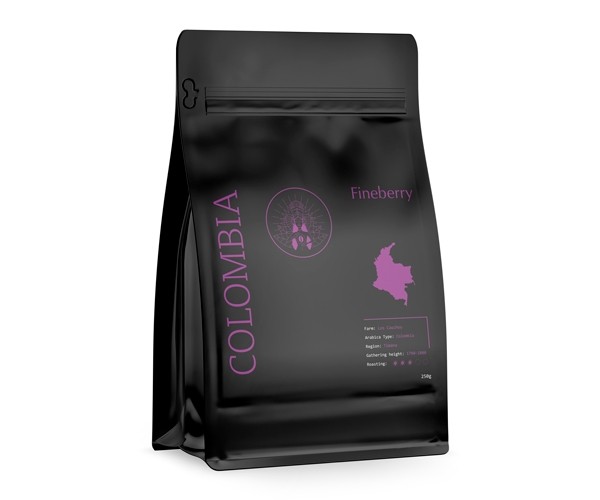 COLOMBIA
Fineberry
Farm:
Arabica Type:
Region:
Gathering height:
Roasting:
250g